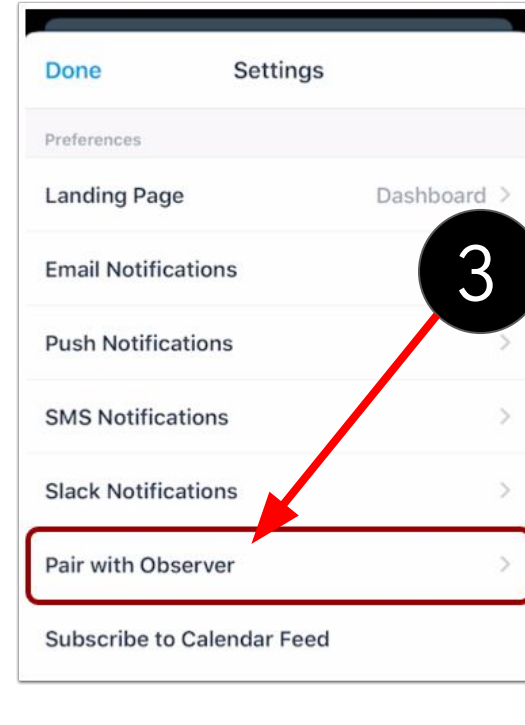 Done Settings
Preferences
Landing Page Dashboard >
Email Notifications
3
Push Notifications >
SMS Notifications >
Slack Notifications >
Pair with Observer >
Subscribe to Calendar Feed